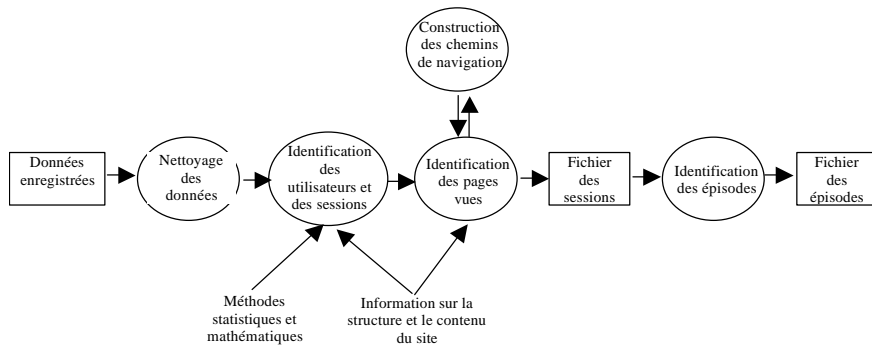 Construction
des chemins
de navigation
Données
enregistrées
Nettoyage
des
données
Identification
des
utilisateurs et
des sessions
Identification
des pages
vues
Fichier
des
sessions
Identification
des épisodes
Fichier
des
épisodes
Méthodes
statistiques et
mathématiques
Information sur la
structure et le contenu
du site